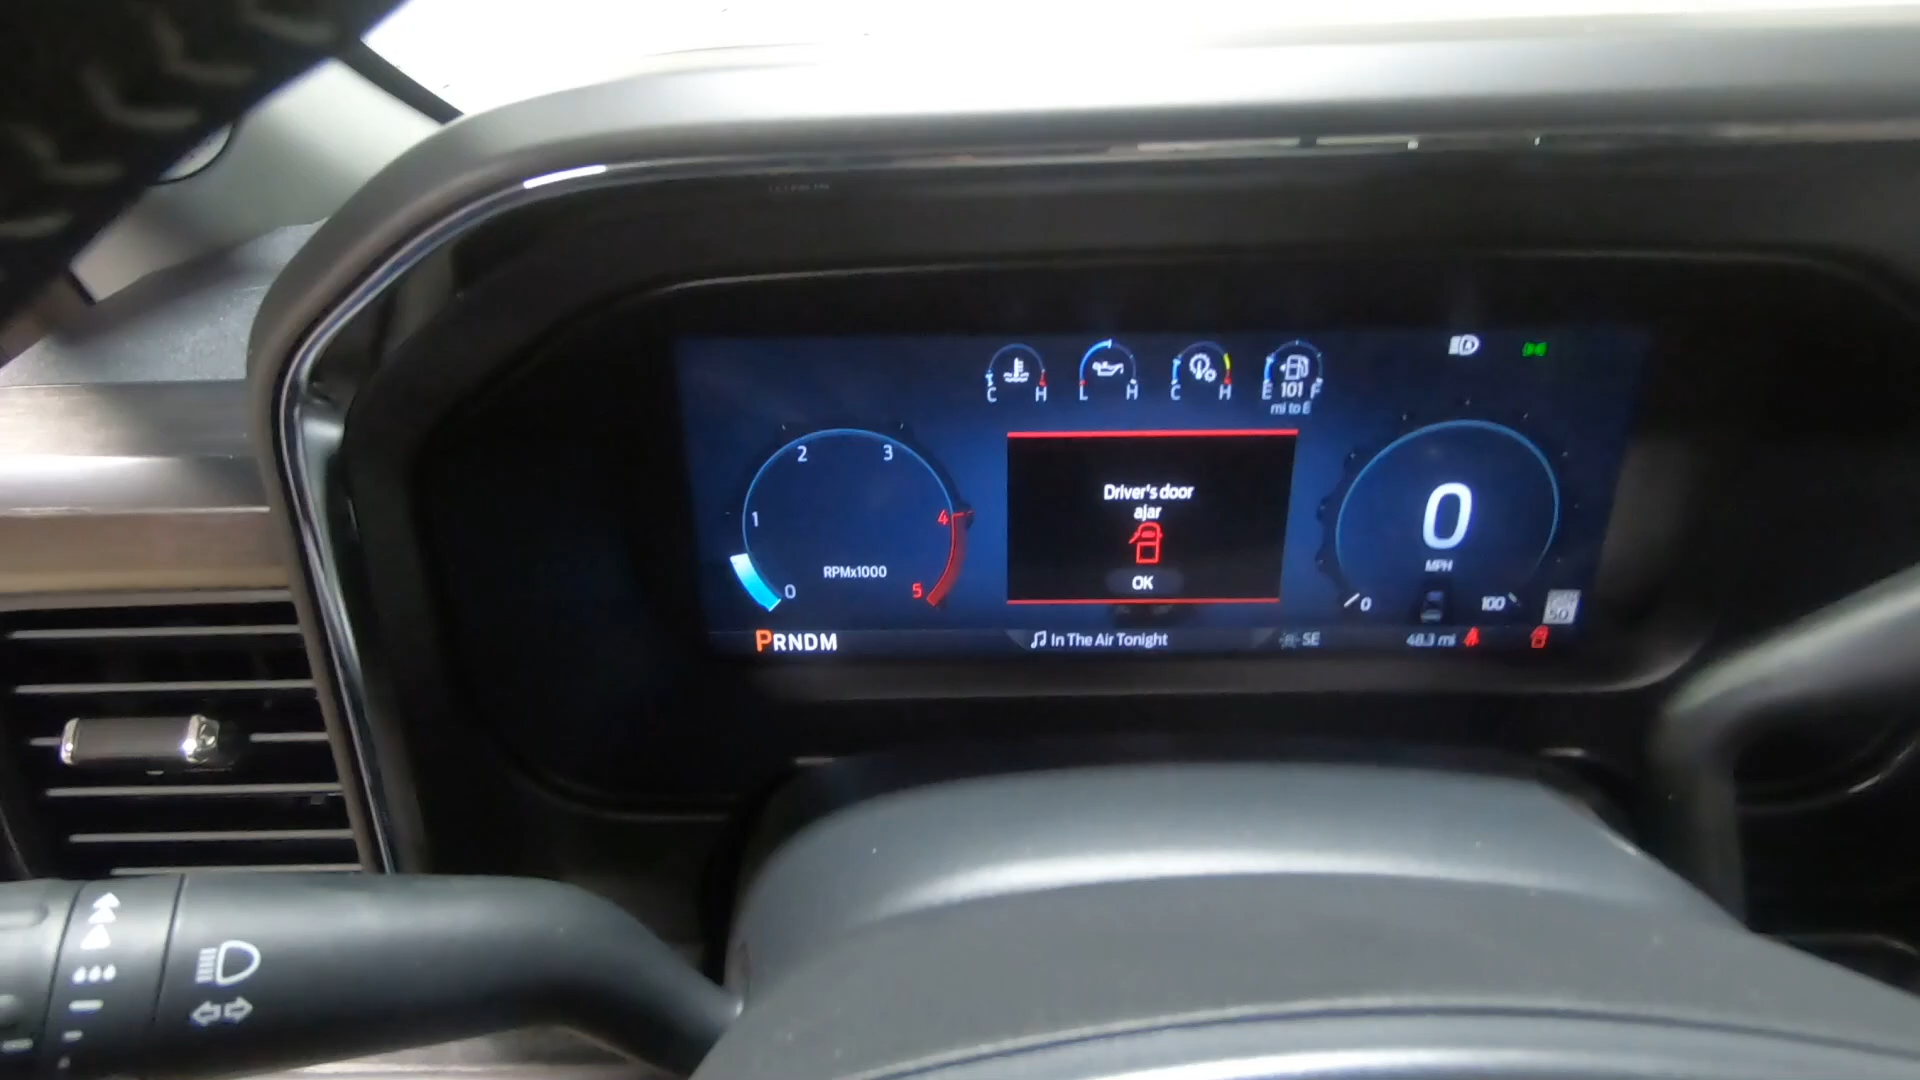 C H
L H
C H
E 101 F
mi to E
2 3
1 4
0 5
RPMx1000
Driver's door
ajar
OK
0
MPH
0 100
50
PRNDM
In The Air Tonight
SE
48.3 mi